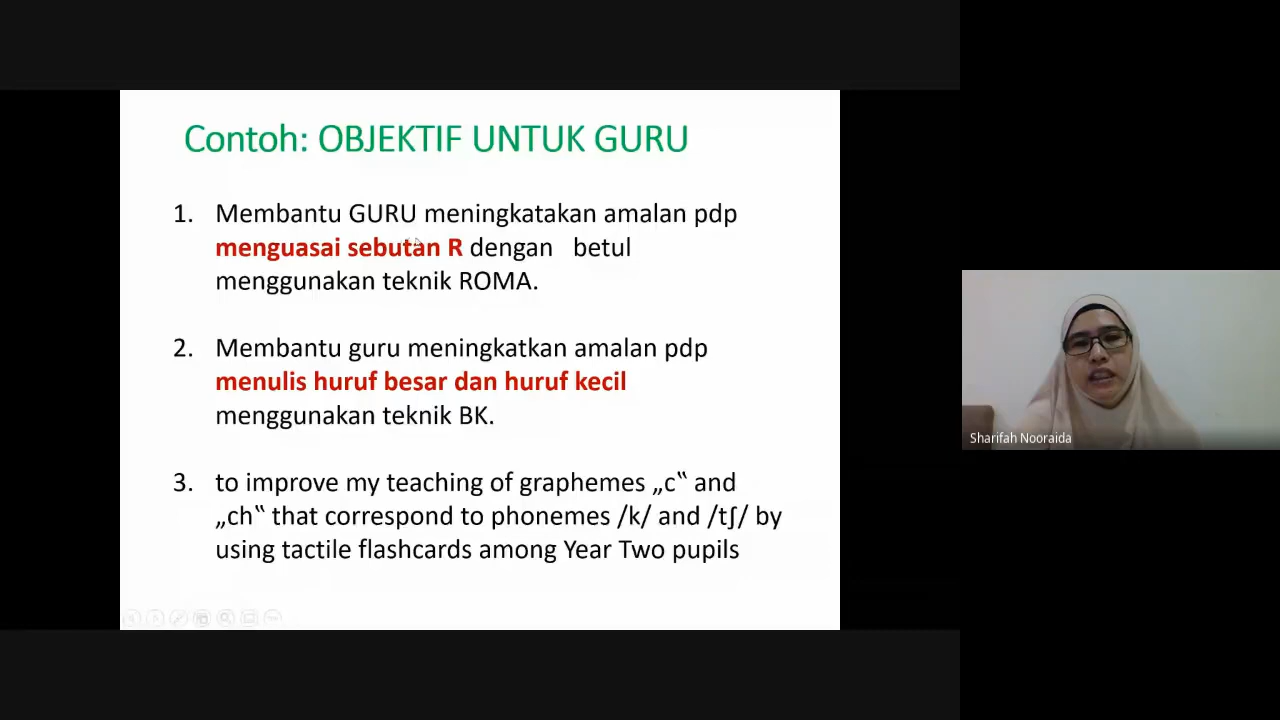 Contoh: OBJEKTIF UNTUK GURU
1. Membantu GURU meningkatakan amalan pdp
menguasai sebutan R dengan betul
menggunakan teknik ROMA.
2. Membantu guru meningkatkan amalan pdp
menulis huruf besar dan huruf kecil
menggunakan teknik BK.
3. to improve my teaching of graphemes „c‟ and
„ch‟ that correspond to phonemes /k/ and /tʃ/ by
using tactile flashcards among Year Two pupils
Sharifah Nooraida